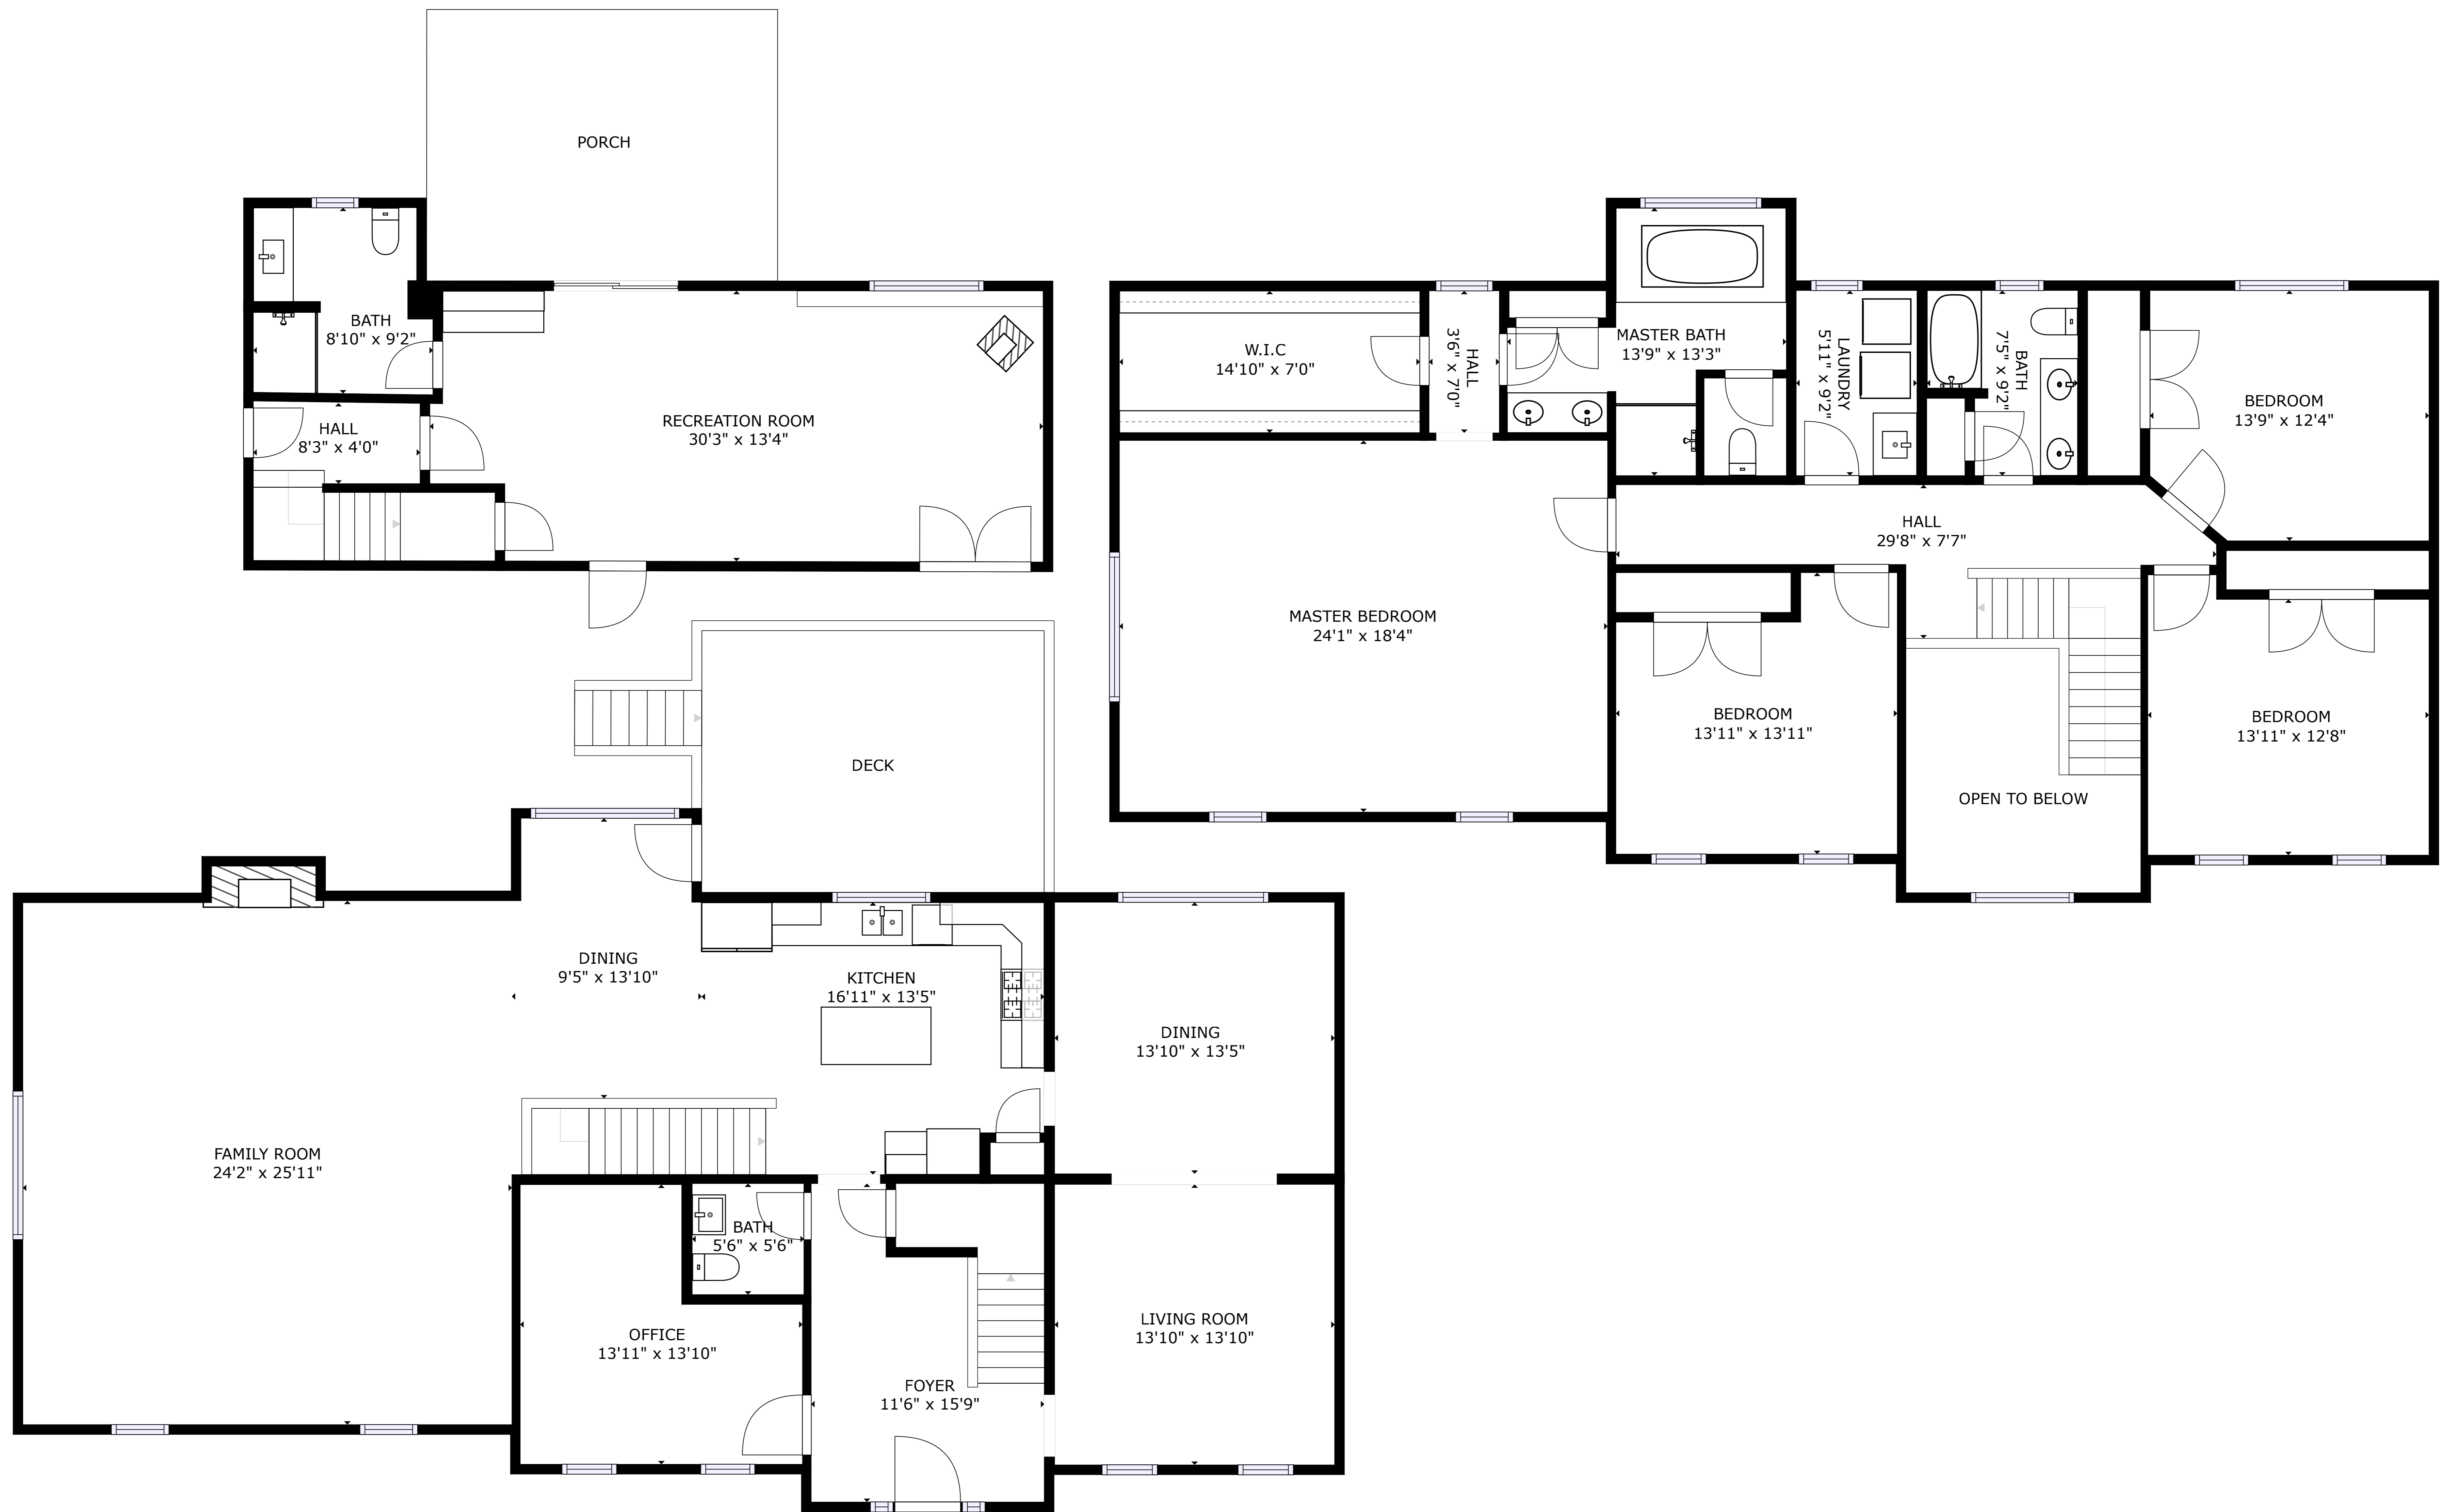 PORCH
BATH
8'10" x 9'2"
HALL
8'3" x 4'0"
RECREATION ROOM
30'3" x 13'4"
W.I.C
14'10" x 7'0"
HALL
3'6" x 7'0"
MASTER BATH
13'9" x 13'3"
LAUNDRY
5'11" x 9'2"
BATH
7'5" x 9'2"
BEDROOM
13'9" x 12'4"
HALL
29'8" x 7'7"
MASTER BEDROOM
24'1" x 18'4"
BEDROOM
13'11" x 13'11"
OPEN TO BELOW
BEDROOM
13'11" x 12'8"
DECK
DINING
9'5" x 13'10"
KITCHEN
16'11" x 13'5"
DINING
13'10" x 13'5"
FAMILY ROOM
24'2" x 25'11"
BATH
5'6" x 5'6"
OFFICE
13'11" x 13'10"
FOYER
11'6" x 15'9"
LIVING ROOM
13'10" x 13'10"